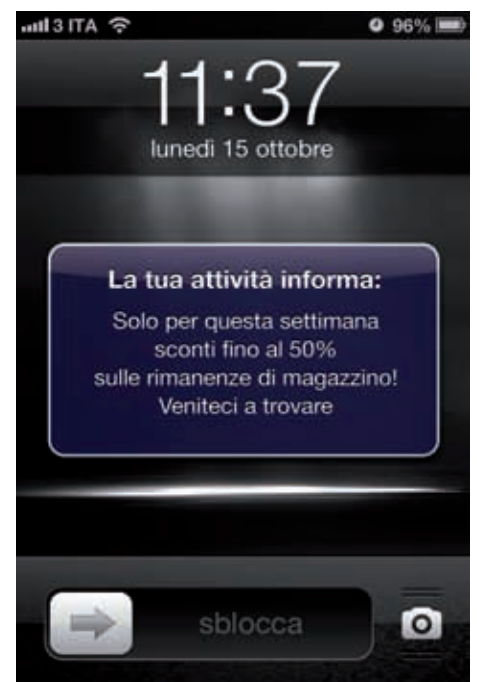 3 ITA 96%
11:37
lunedì 15 ottobre
La tua attività informa:
Solo per questa settimana
sconti fino al 50%
sulle rimanenze di magazzino!
Veniteci a trovare
sblocca